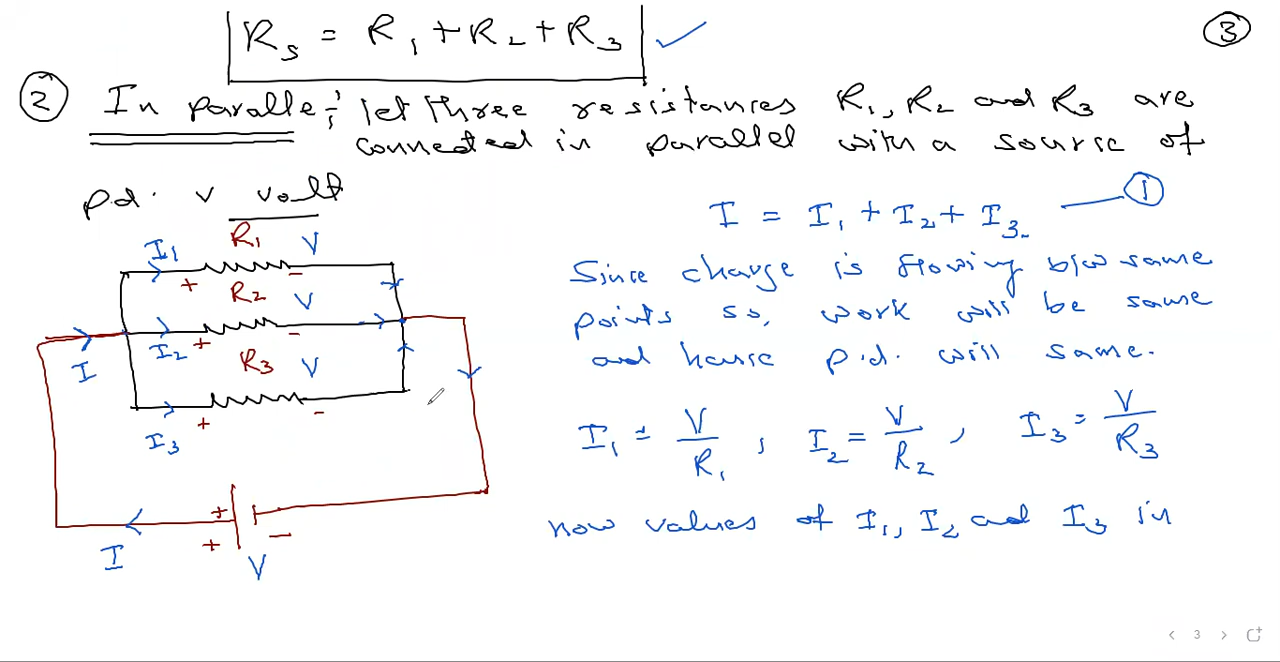 Rs = R1 + R2 + R3 ✓
③
② In paralle :- let three resistances R1, R2 and R3 are
connected in parallel with a source of
p.d. v volt
I = I1 + I2 + I3 — ①
Since charge is flowing b/w same
points so, work will be same
and hense p.d. will same.
I1 = V/R1 ; I2 = V/R2 , I3 = V/R3
now values of I1, I2 and I3 in
R1
I1 V
+ -
R2
V
I2 + -
I
R3
V
I3 + -
+ 
+ -
I V
< 3 >